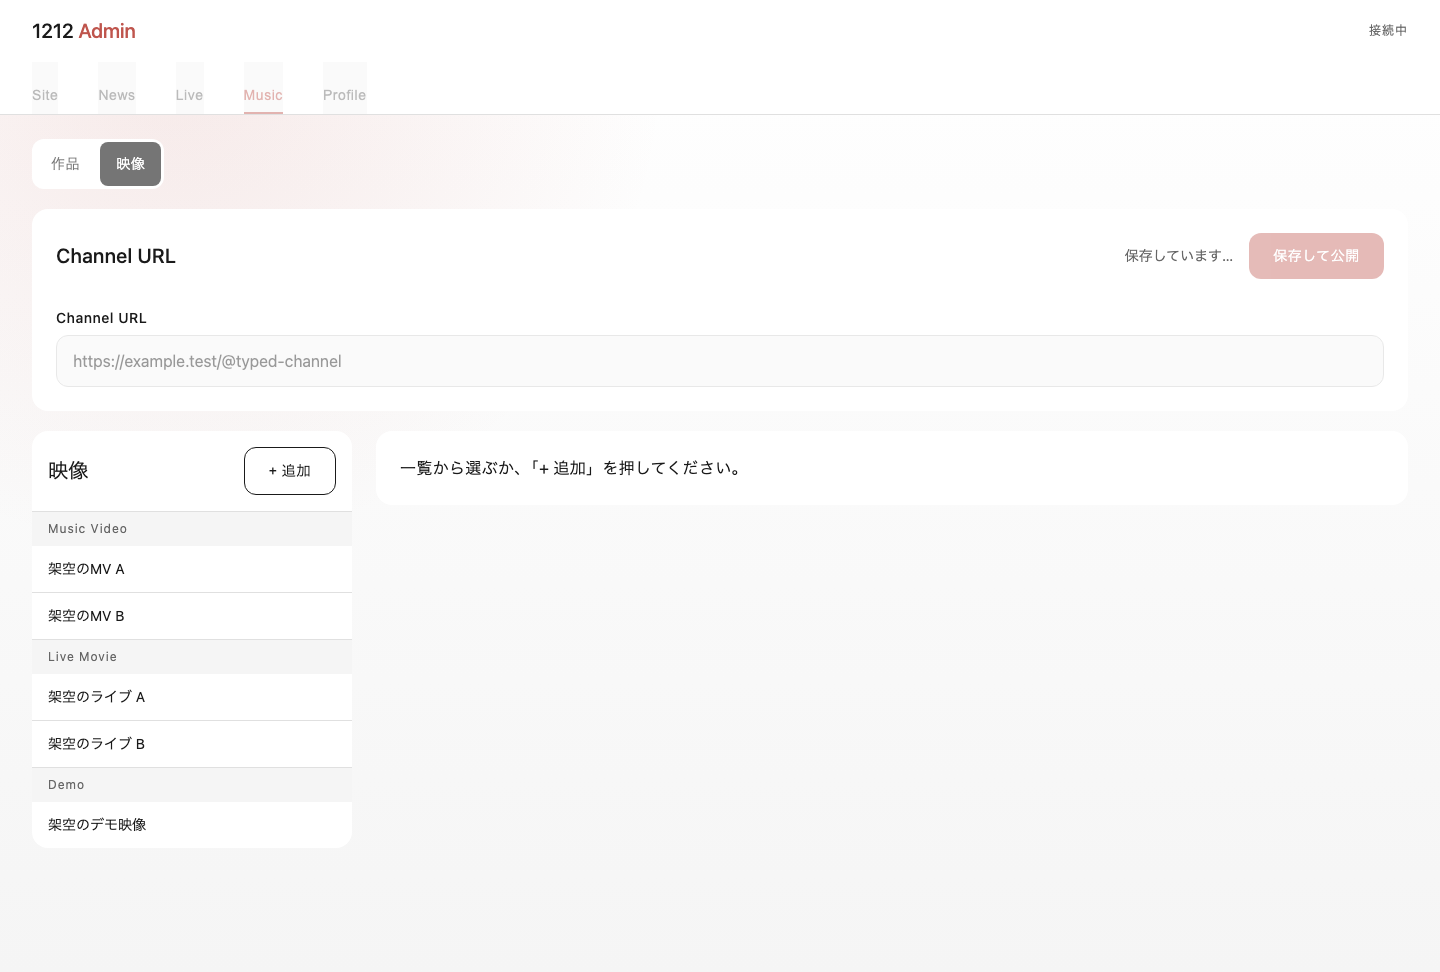 1212 Admin
接続中
Site News Live Music Profile
作品 映像
Channel URL
保存しています…
保存して公開
Channel URL
https://example.test/@typed-channel
映像
+ 追加
Music Video
架空のMV A
架空のMV B
Live Movie
架空のライブ A
架空のライブ B
Demo
架空のデモ映像
一覧から選ぶか、「+ 追加」を押してください。